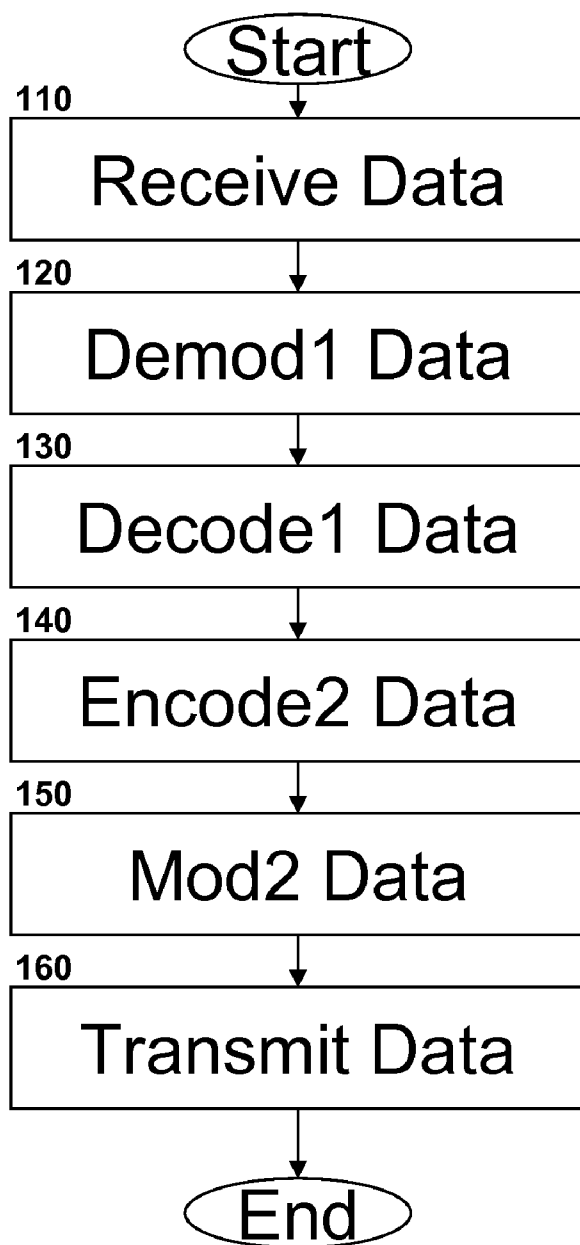 Start
110
Receive Data
120
Demod1 Data
130
Decode1 Data
140
Encode2 Data
150
Mod2 Data
160
Transmit Data
End